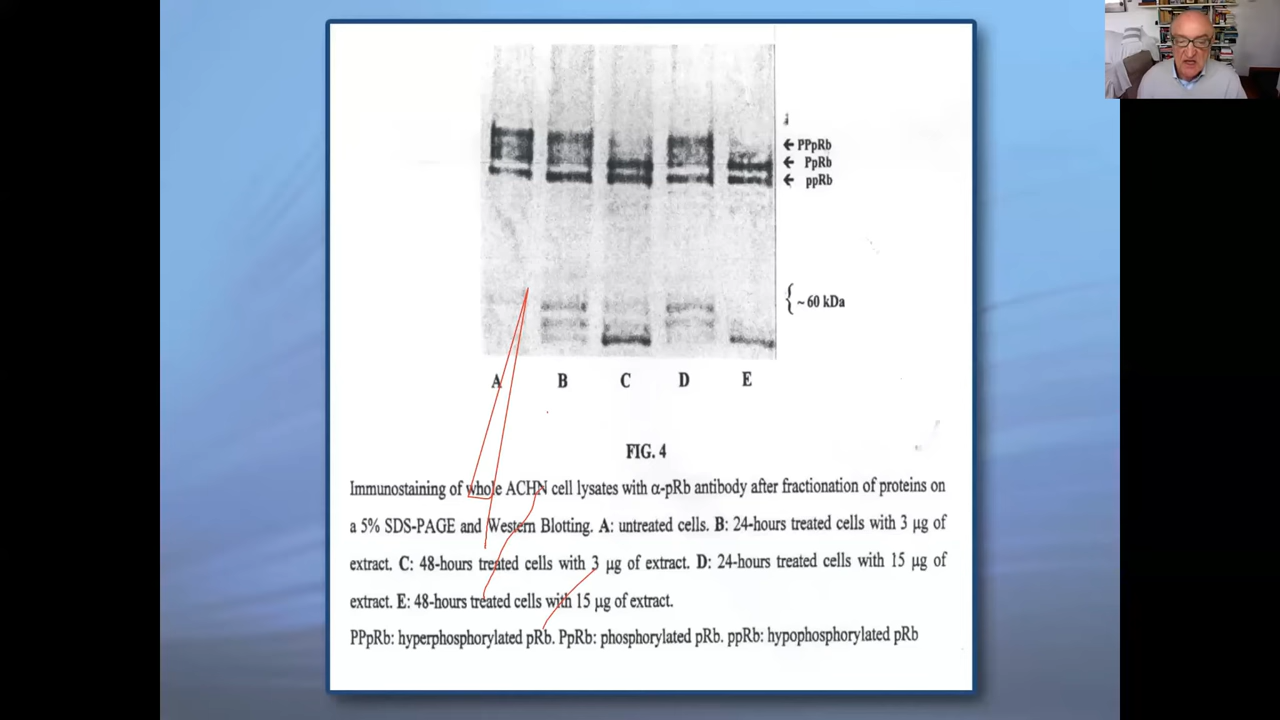 ← PPpRb
← PpRb
← ppRb
{ ~ 60 kDa
A B C D E
FIG. 4
Immunostaining of whole ACHN cell lysates with α-pRb antibody after fractionation of proteins on
a 5% SDS-PAGE and Western Blotting. A: untreated cells. B: 24-hours treated cells with 3 µg of
extract. C: 48-hours treated cells with 3 µg of extract. D: 24-hours treated cells with 15 µg of
extract. E: 48-hours treated cells with 15 µg of extract.
PPpRb: hyperphosphorylated pRb. PpRb: phosphorylated pRb. ppRb: hypophosphorylated pRb